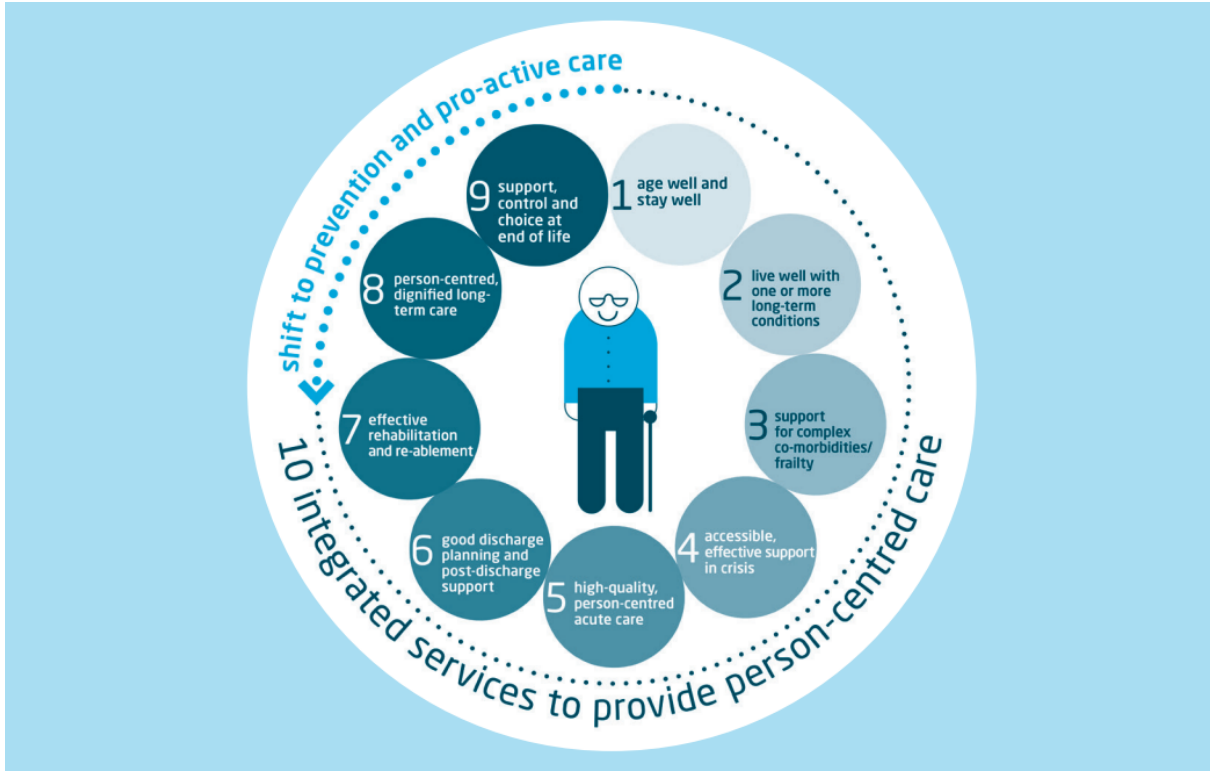 shift to prevention and pro-active care
1 age well and
stay well
2 live well with
one or more
long-term
conditions
3 support
for complex
co-morbidities/
frailty
4 accessible,
effective support
in crisis
5 high-quality,
person-centred
acute care
6 good discharge
planning and
post-discharge
support
7 effective
rehabilitation
and re-ablement
8 person-centred,
dignified long-
term care
9 support,
control and
choice at
end of life
10 integrated services to provide person-centred care